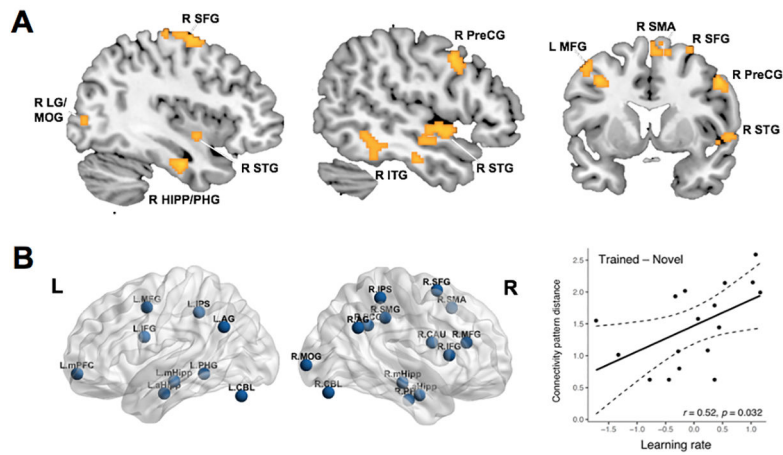 A
R SFG
R LG/
MOG
R STG
R HIPP/PHG
R PreCG
R ITG
R STG
R SMA
R SFG
L MFG
R PreCG
R STG
B
L
L.MFG
L.IPS
L.AG
L.IFG
L.mPFC
L.mHipp
L.PHG
L.aHipp
L.CBL
R
R.SFG
R.IPS
R.SMA
R.SMG
R.AG
R.CAU
R.MFG
R.IFG
R.MOG
R.mHipp
R.CBL
Trained – Novel
Connectivity pattern distance
2.5
2.0
1.5
1.0
0.5
0.0
r = 0.52, p = 0.032
-1.5 -1.0 -0.5 0.0 0.5 1.0
Learning rate